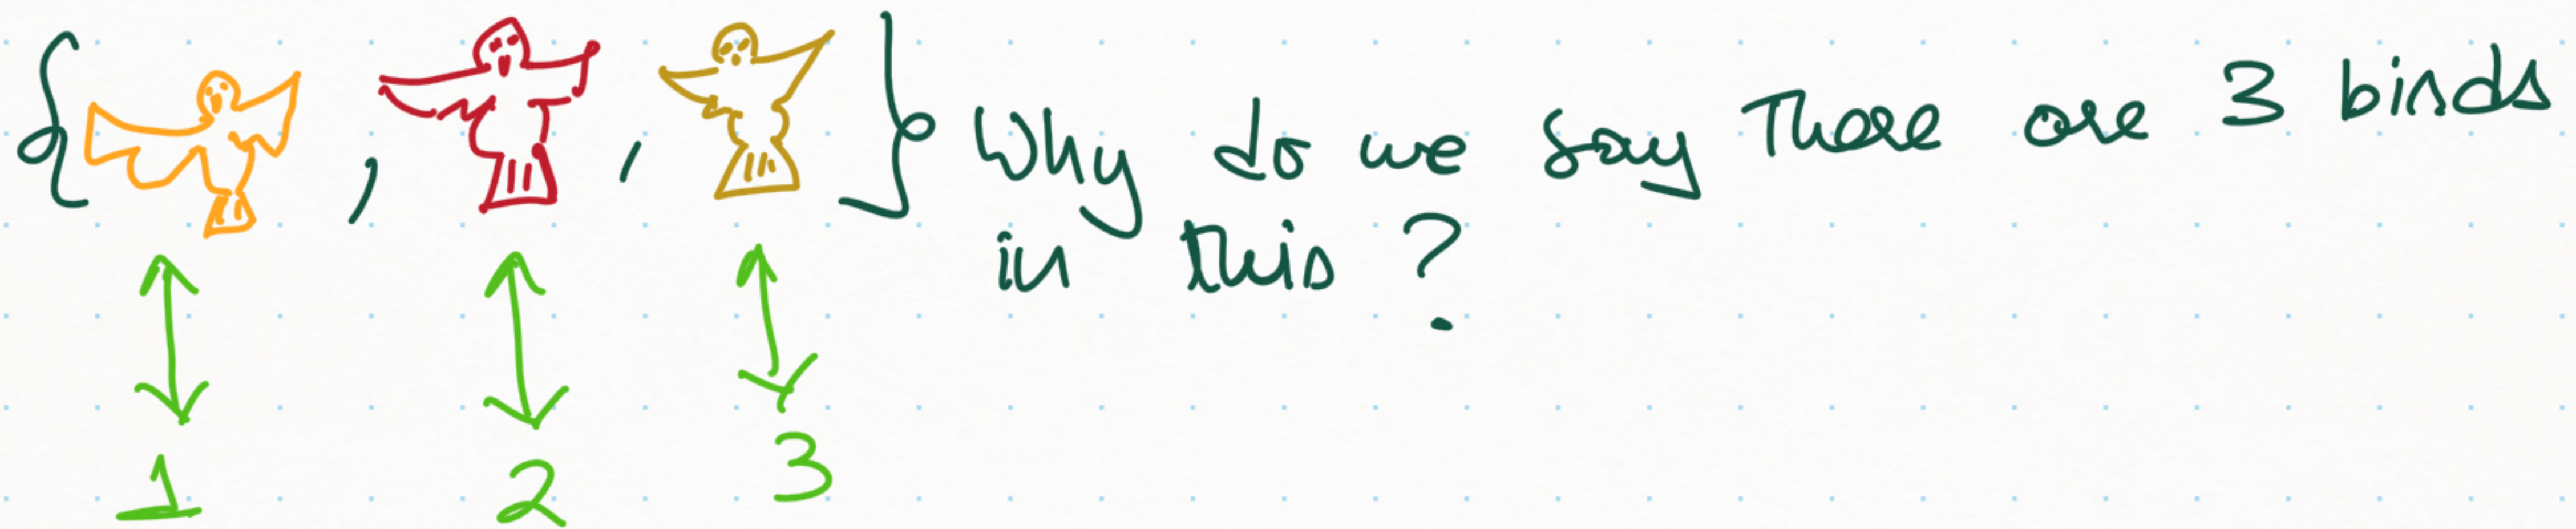 { , , } Why do we say There are 3 birds
in this ?
1 2 3